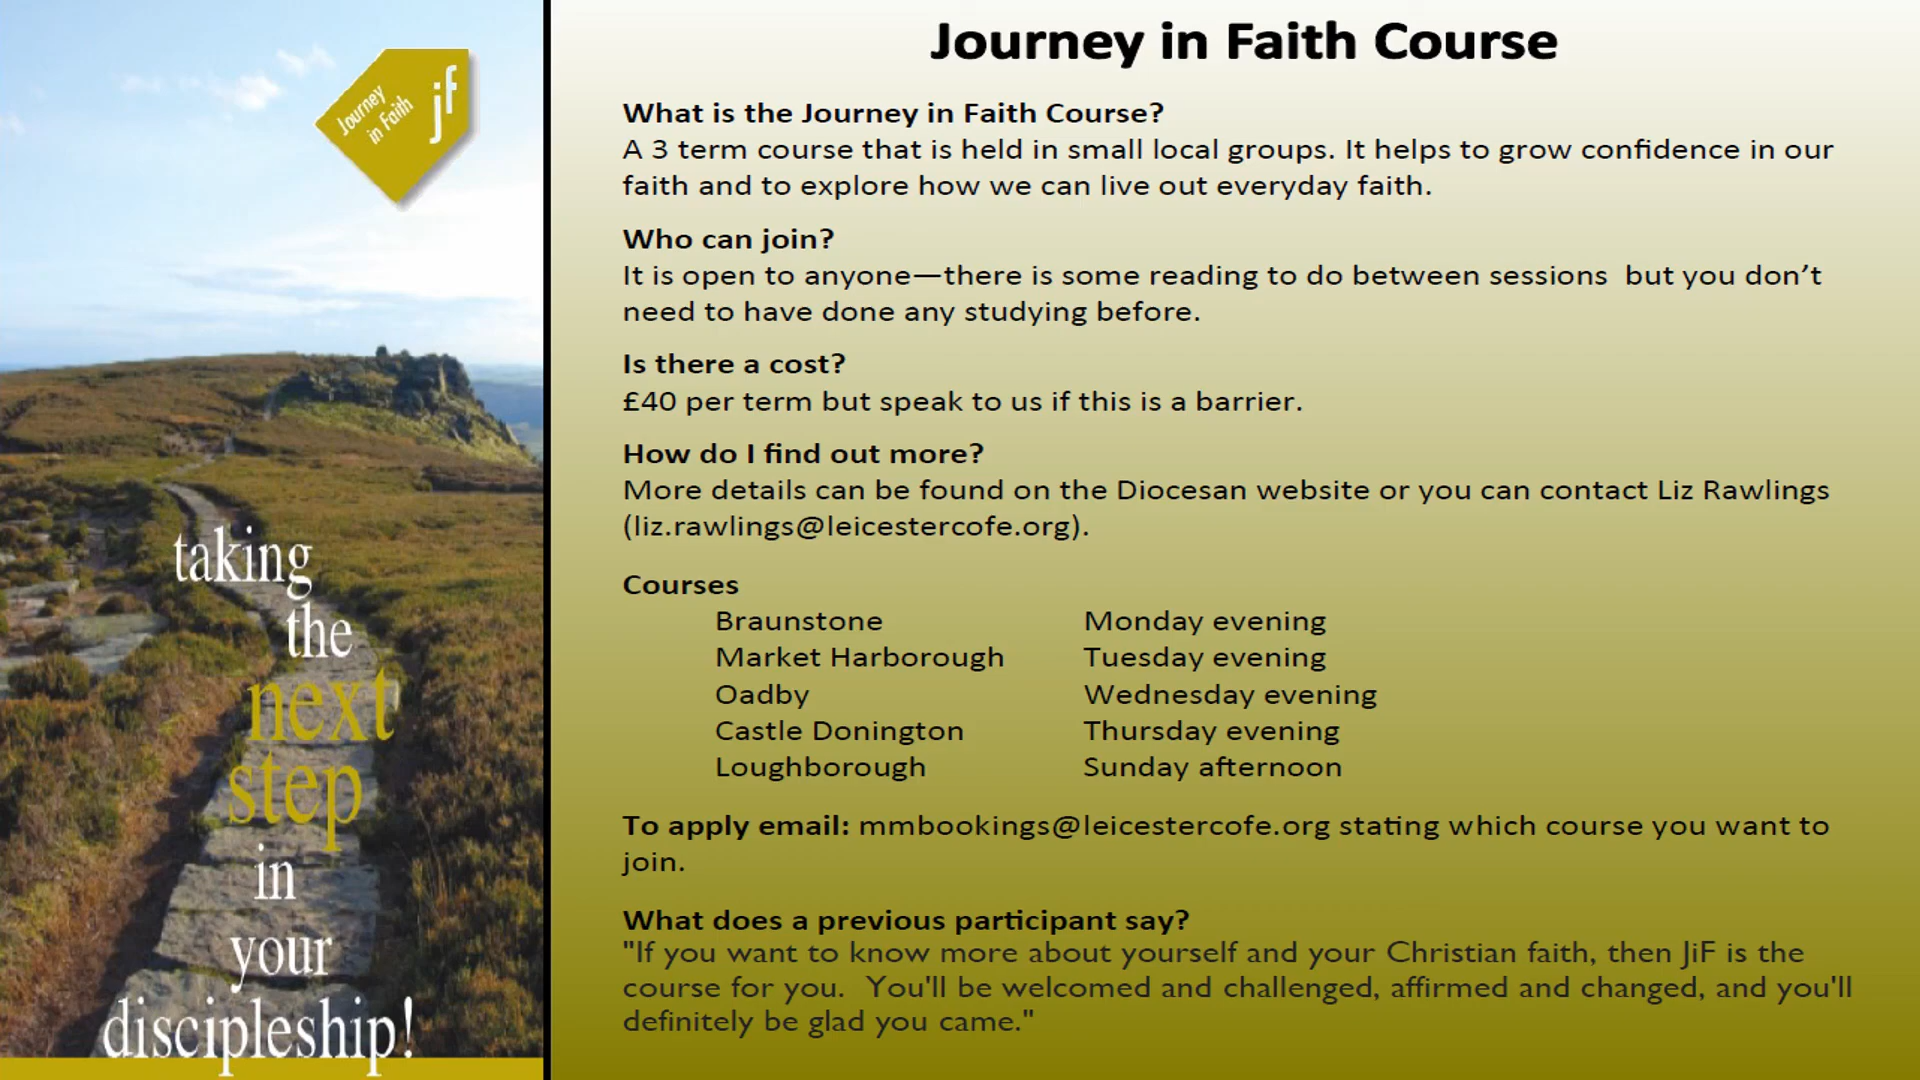 Journey
in Faith
jf
taking
the
next
step
in
your
discipleship!
Journey in Faith Course
What is the Journey in Faith Course?
A 3 term course that is held in small local groups. It helps to grow confidence in our
faith and to explore how we can live out everyday faith.
Who can join?
It is open to anyone—there is some reading to do between sessions  but you don’t
need to have done any studying before.
Is there a cost?
£40 per term but speak to us if this is a barrier.
How do I find out more?
More details can be found on the Diocesan website or you can contact Liz Rawlings
(liz.rawlings@leicestercofe.org).
Courses
Braunstone Monday evening
Market Harborough Tuesday evening
Oadby Wednesday evening
Castle Donington Thursday evening
Loughborough Sunday afternoon
To apply email: mmbookings@leicestercofe.org stating which course you want to
join.
What does a previous participant say?
"If you want to know more about yourself and your Christian faith, then JiF is the
course for you.  You'll be welcomed and challenged, affirmed and changed, and you'll
definitely be glad you came."